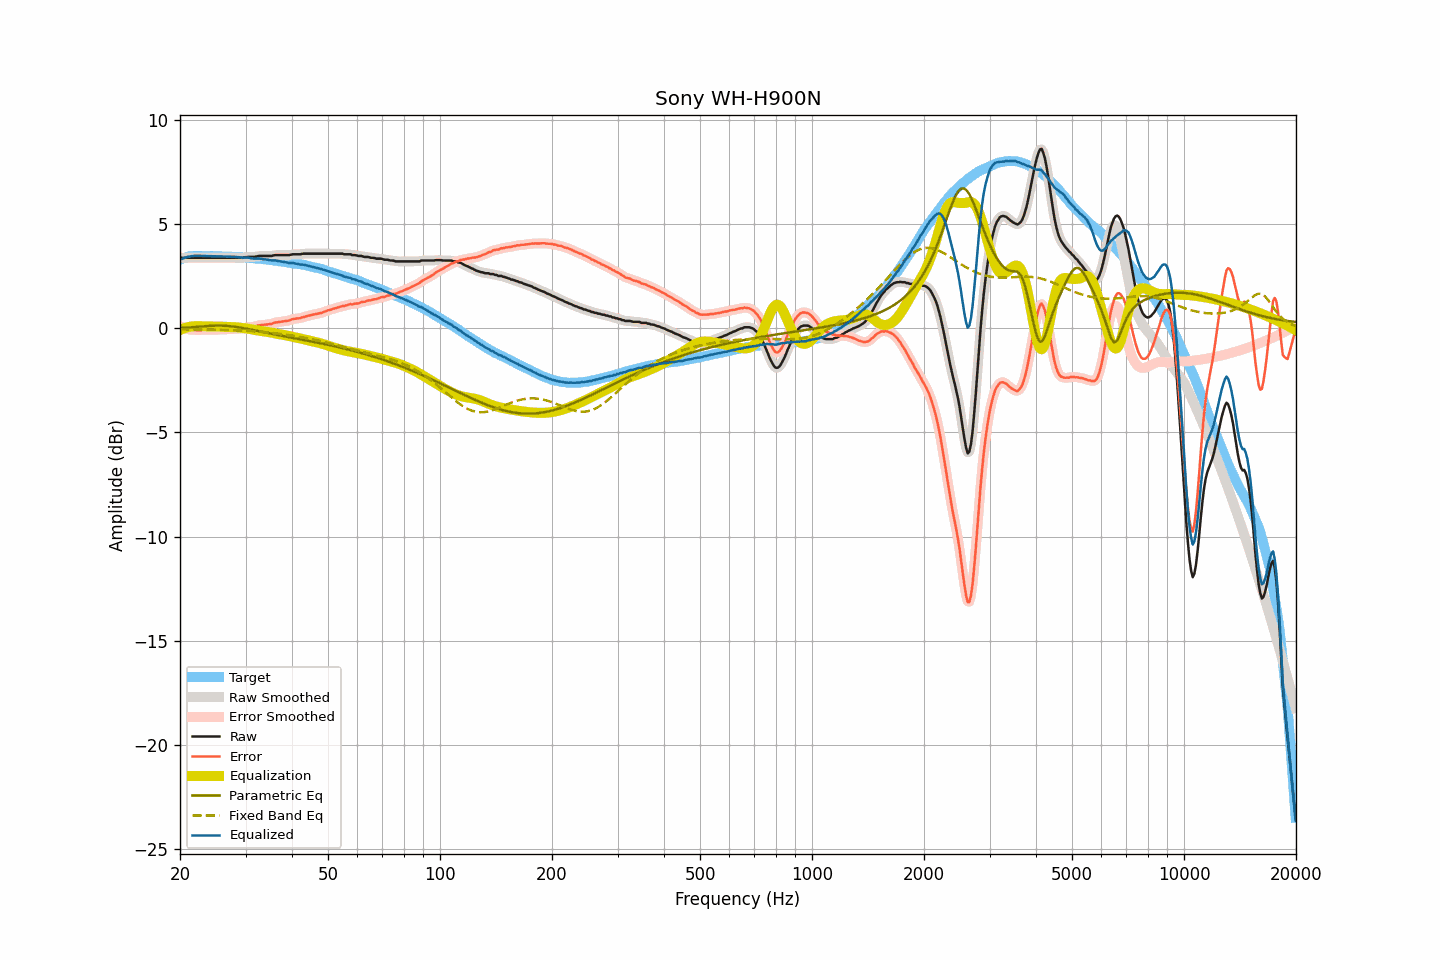 Sony WH-H900N
10
5
0
−5
−10
−15
−20
−25
Amplitude (dBr)
Target
Raw Smoothed
Error Smoothed
Raw
Error
Equalization
Parametric Eq
Fixed Band Eq
Equalized
20 50 100 200 500 1000 2000 5000 10000 20000
Frequency (Hz)